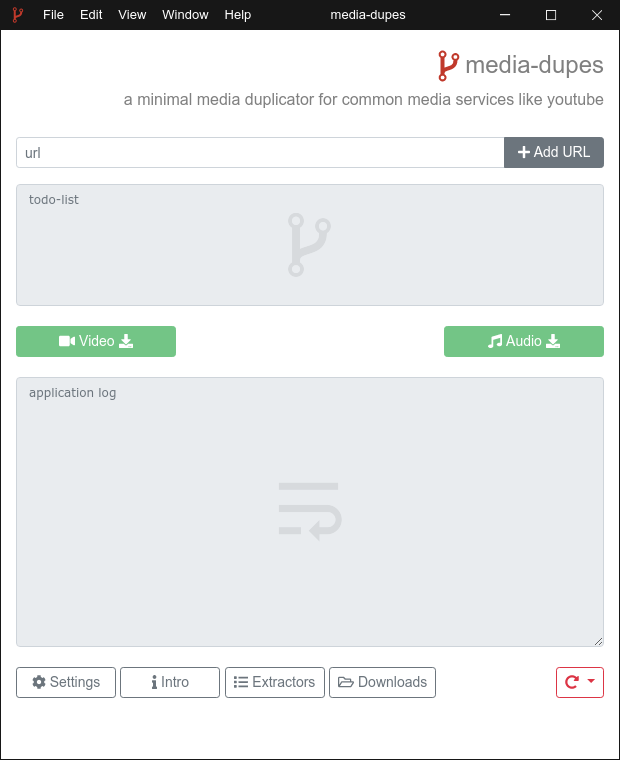 File Edit View Window Help media-dupes
media-dupes
a minimal media duplicator for common media services like youtube
url Add URL
todo-list
Video Audio
application log
Settings Intro Extractors Downloads